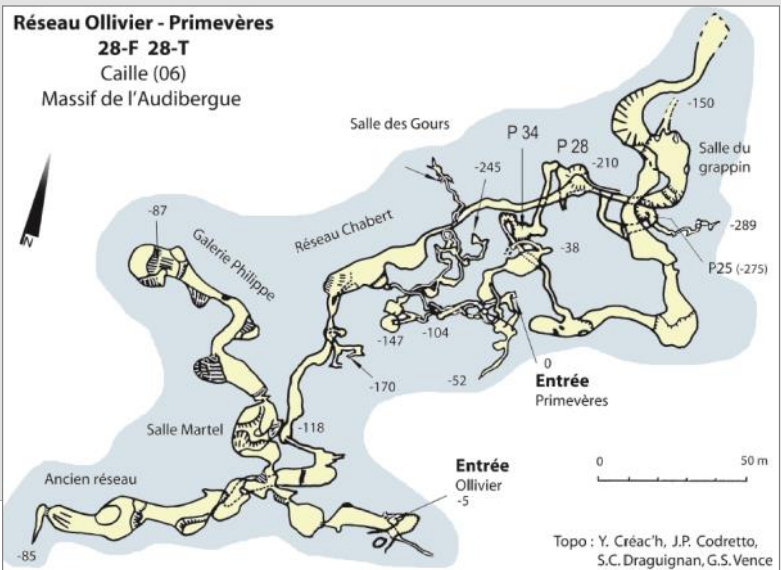 Réseau Ollivier - Primevères
28-F 28-T
Caille (06)
Massif de l'Audibergue
-150
Salle des Gours
P 34
P 28
Salle du
grappin
-245
-210
-87
Galerie Philippe
Réseau Chabert
-289
-38
P25 (-275)
N
-147
-104
-170
-52
0
Entrée
Primevères
Salle Martel
-118
Entrée
Ollivier
-5
0
50 m
Ancien réseau
-85
Topo : Y. Créac'h, J.P. Codretto,
S.C. Draguignan, G.S. Vence